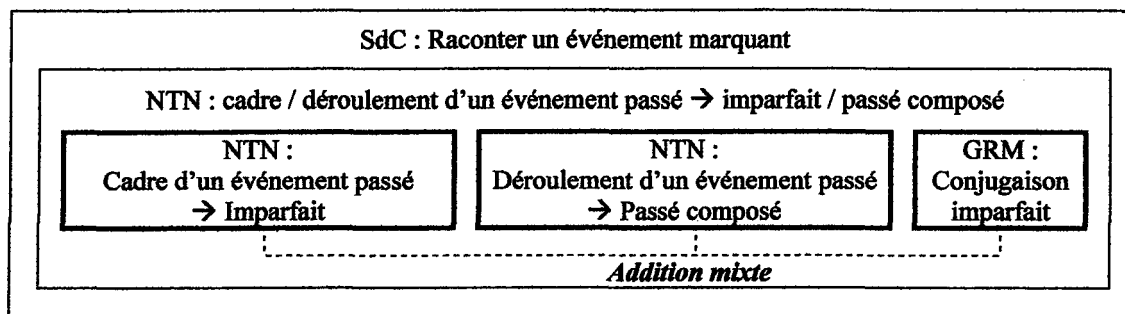 SdC : Raconter un événement marquant
NTN : cadre / déroulement d'un événement passé → imparfait / passé composé
NTN :
Cadre d'un événement passé
→ Imparfait
NTN :
Déroulement d'un événement passé
→ Passé composé
GRM :
Conjugaison
imparfait
Addition mixte